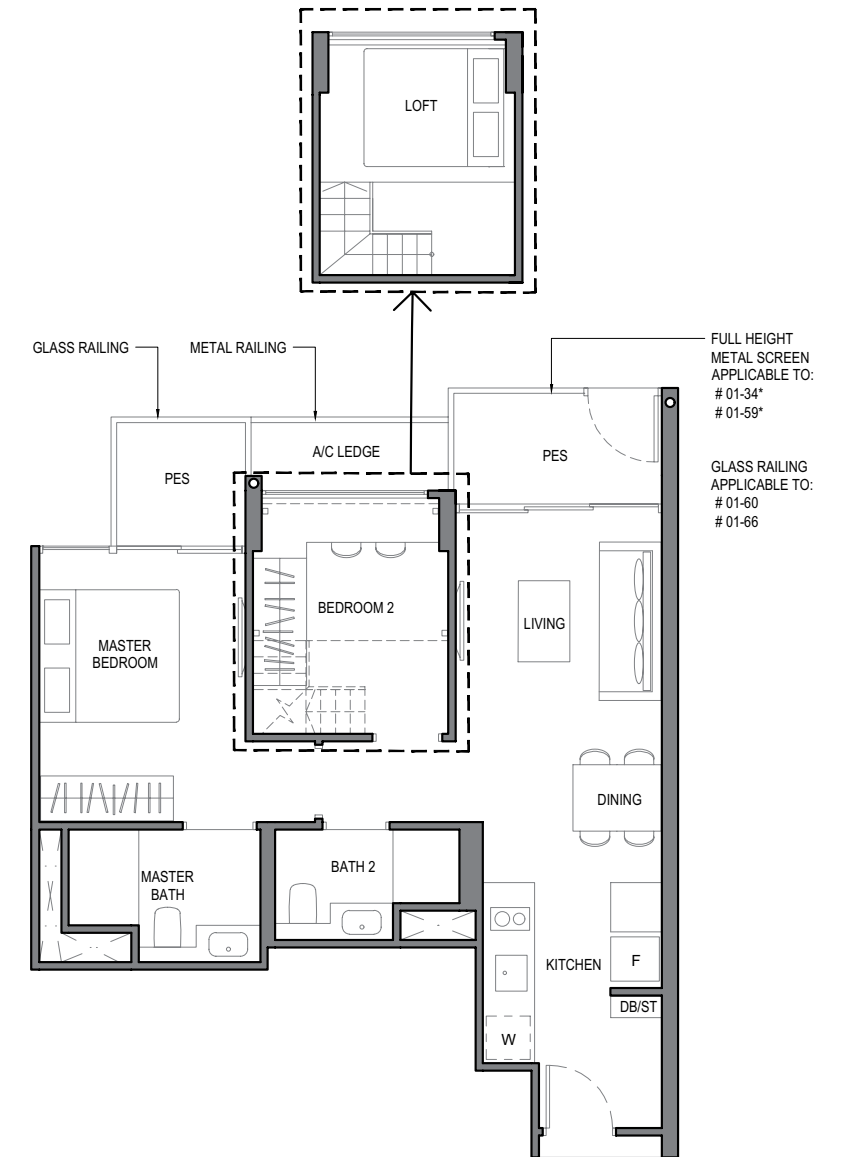 LOFT
GLASS RAILING
METAL RAILING
FULL HEIGHT
METAL SCREEN
APPLICABLE TO:
# 01-34*
# 01-59*
A/C LEDGE
PES
PES
GLASS RAILING
APPLICABLE TO:
# 01-60
# 01-66
BEDROOM 2
LIVING
MASTER
BEDROOM
DINING
MASTER
BATH
BATH 2
KITCHEN
F
DB/ST
W